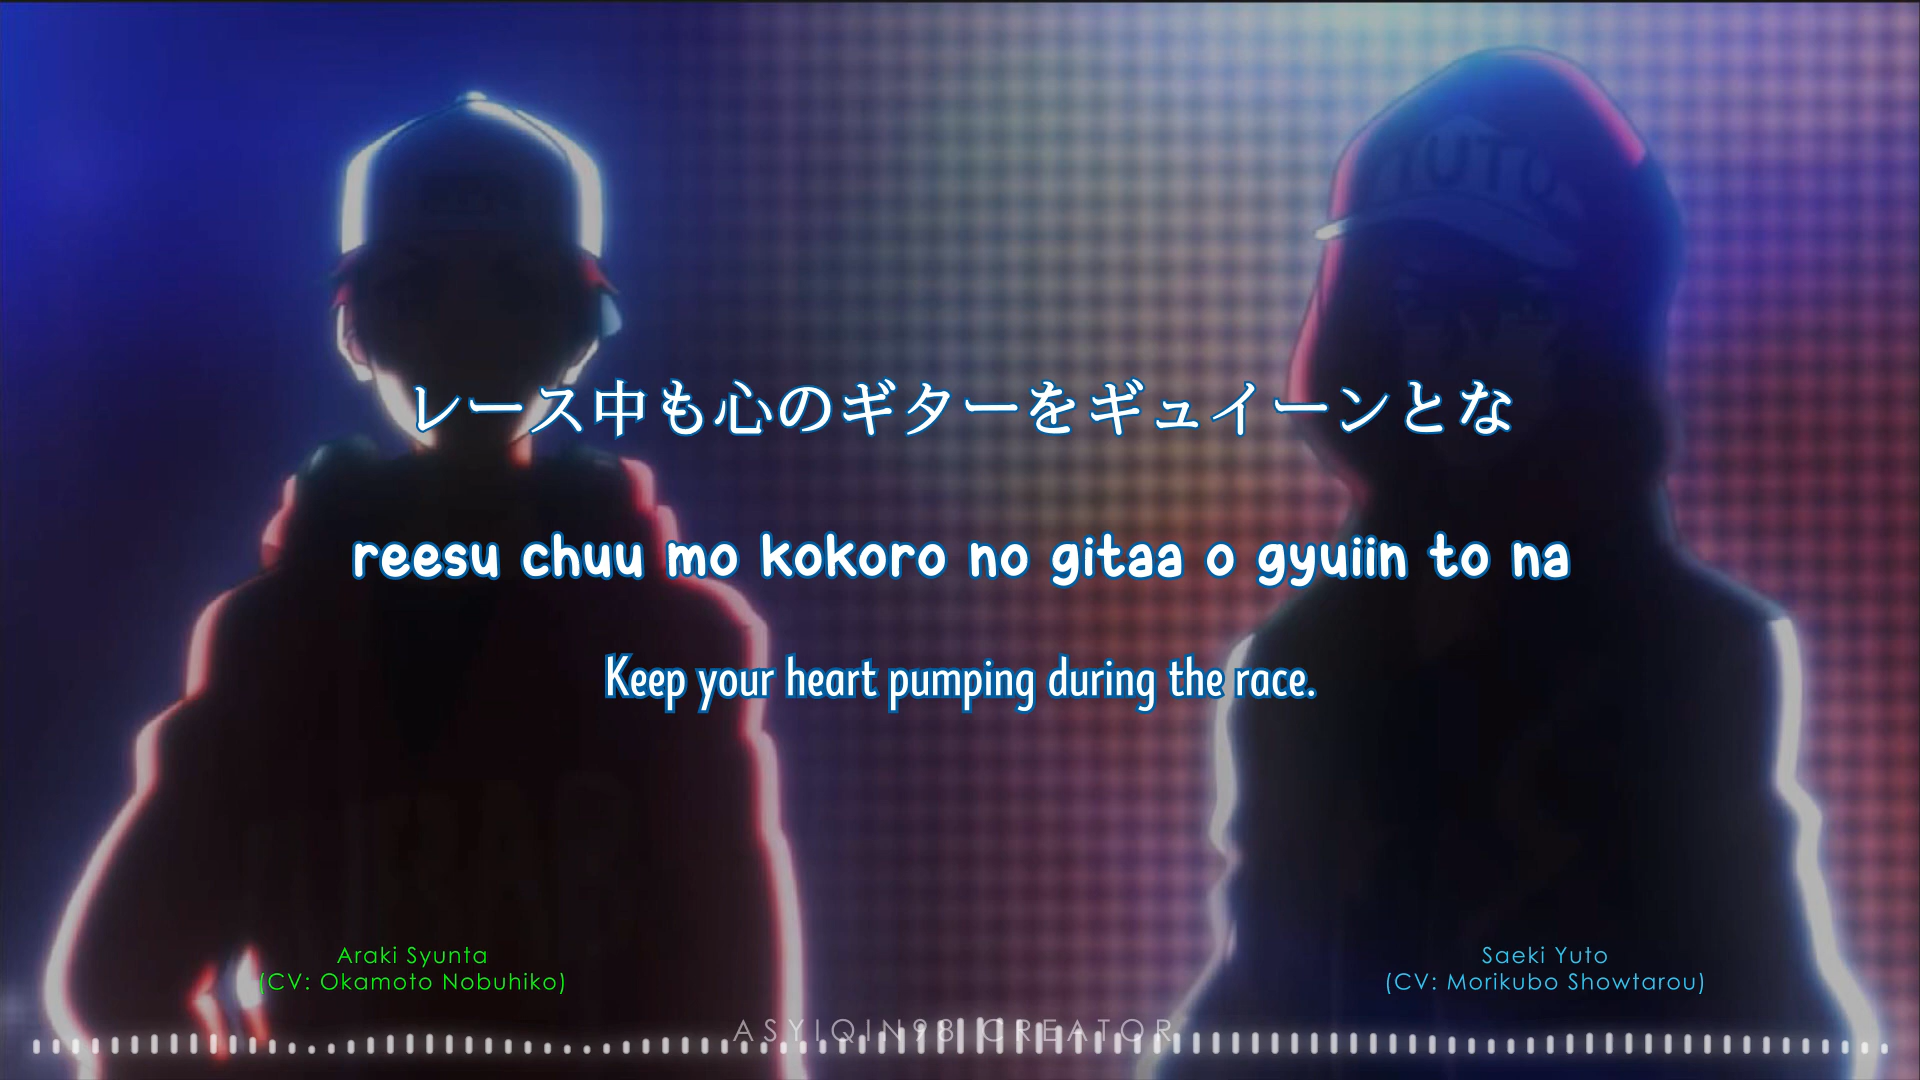 YUTO
レース中も心のギターをギュイーンとな
reesu chuu mo kokoro no gitaa o gyuiin to na
Keep your heart pumping during the race.
Araki Syunta
(CV: Okamoto Nobuhiko)
Saeki Yuto
(CV: Morikubo Showtarou)
ASYIQIN98 CREATOR